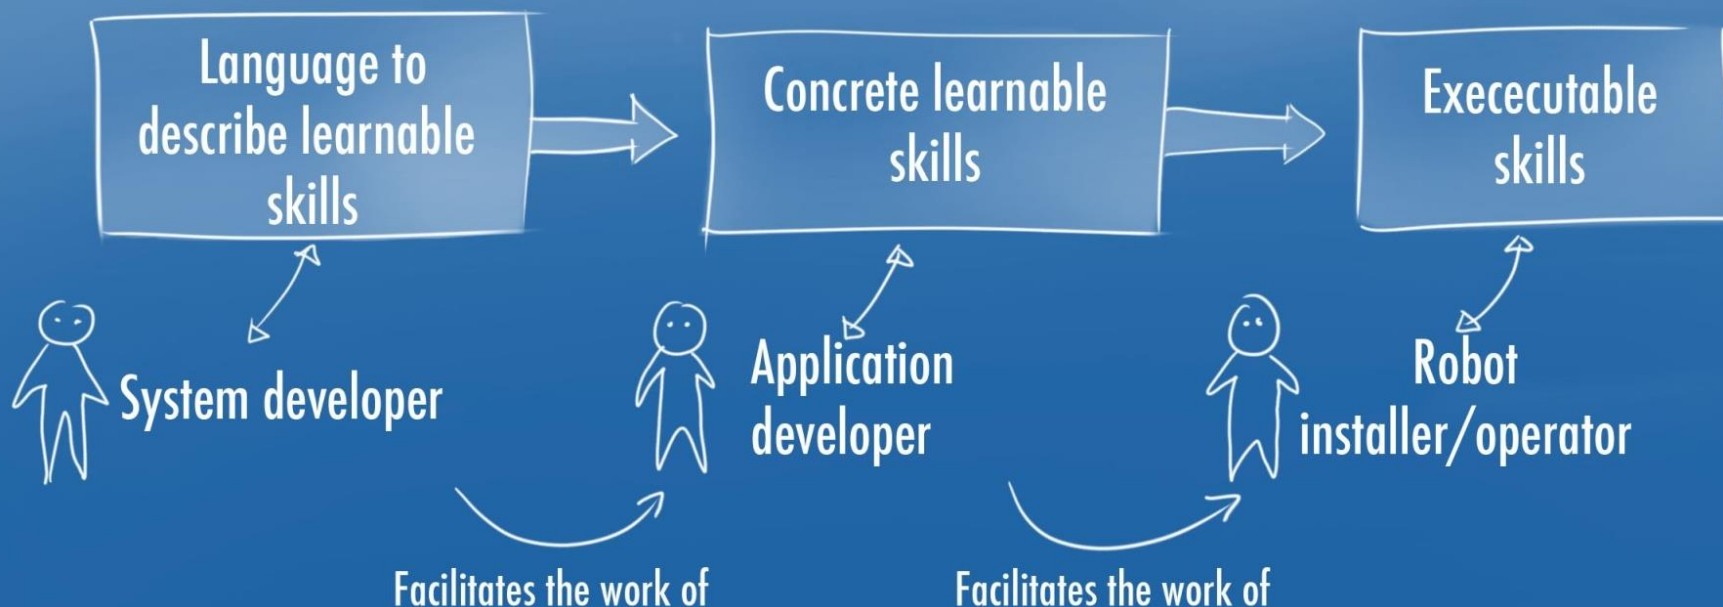 Language to
describe learnable
skills
Concrete learnable
skills
Exececutable
skills
System developer
Application
developer
Robot
installer/operator
Facilitates the work of
Facilitates the work of